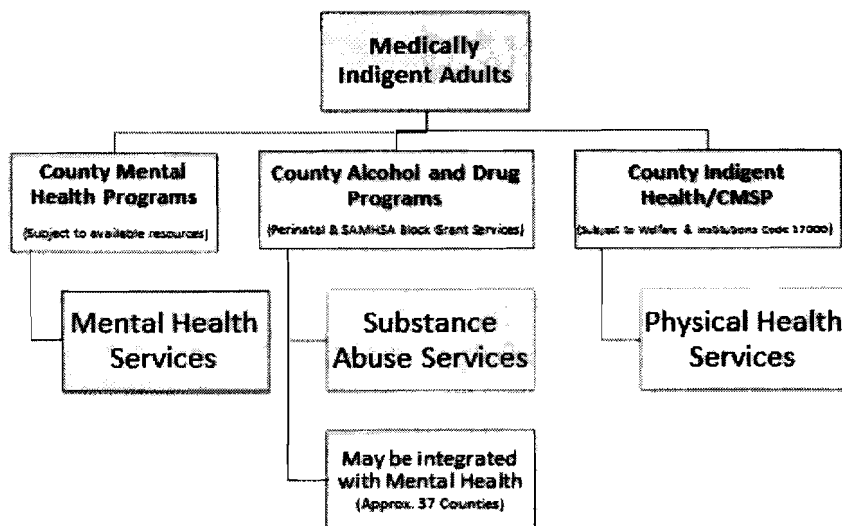 Medically
Indigent Adults
County Mental
Health Programs
(Subject to available resources)
County Alcohol and Drug
Programs
(Perinatal & SAMHSA Block Grant Services)
County Indigent
Health/CMSP
(Subject to Welfare & Institutions Code 17000)
Mental Health
Services
Substance
Abuse Services
Physical Health
Services
May be integrated
with Mental Health
(Approx. 37 Counties)